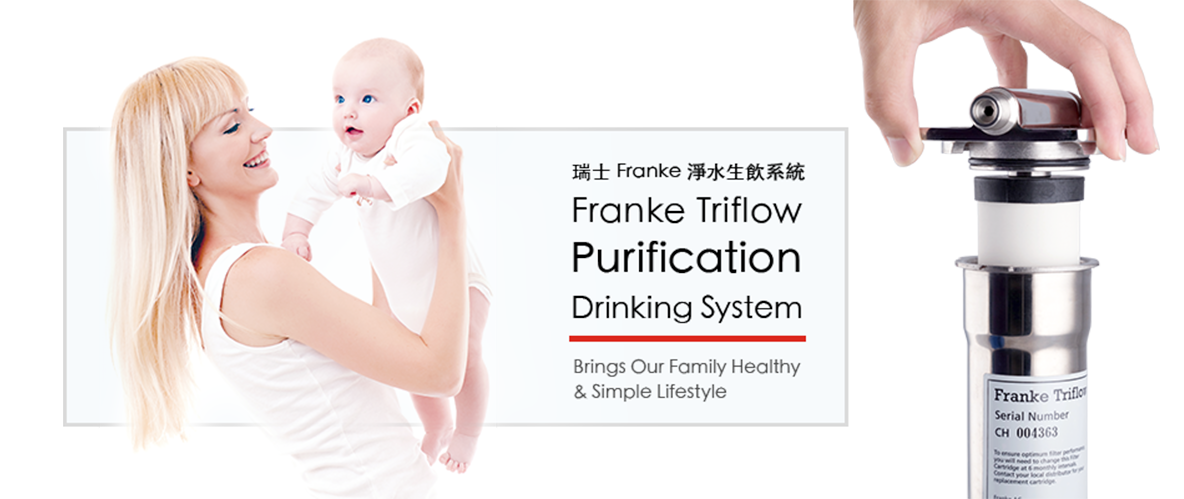 瑞士 Franke 淨水生飲系統
Franke Triflow
Purification
Drinking System
Brings Our Family Healthy
& Simple Lifestyle
Franke Triflow
Serial Number
CH 004363
To ensure optimum filter performance
you will need to change this filter
Cartridge at 6 monthly interval.
Contact your local distributor for your
replacement cartridge.